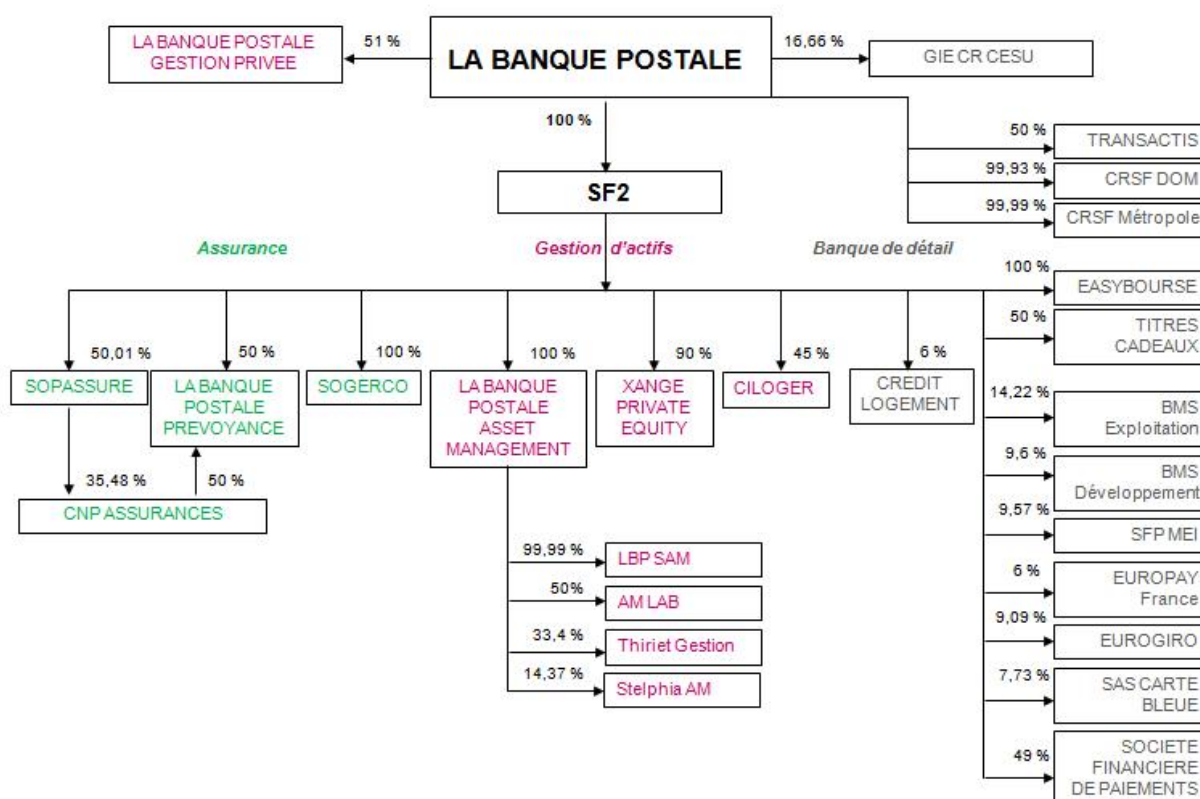 LA BANQUE POSTALE
GESTION PRIVEE
51 %
LA BANQUE POSTALE
16,66 %
GIE CR CESU
100 %
50 %
TRANSACTIS
99,93 %
CRSF DOM
99,99 %
CRSF Métropole
SF2
Assurance
Gestion d'actifs
Banque de détail
100 %
EASYBOURSE
50 %
TITRES
CADEAUX
50,01 %
SOPASSURE
50 %
LA BANQUE
POSTALE
PREVOYANCE
100 %
SOGERCO
100 %
LA BANQUE
POSTALE
ASSET
MANAGEMENT
90 %
XANGE
PRIVATE
EQUITY
45 %
CILOGER
6 %
CREDIT
LOGEMENT
14,22 %
BMS
Exploitation
9,6 %
BMS
Développement
9,57 %
SFP MEI
6 %
EUROPAY
France
9,09 %
EUROGIRO
7,73 %
SAS CARTE
BLEUE
49 %
SOCIETE
FINANCIERE
DE PAIEMENTS
35,48 %
50 %
CNP ASSURANCES
99,99 %
LBP SAM
50%
AM LAB
33,4 %
Thiriet Gestion
14,37 %
Stelphia AM